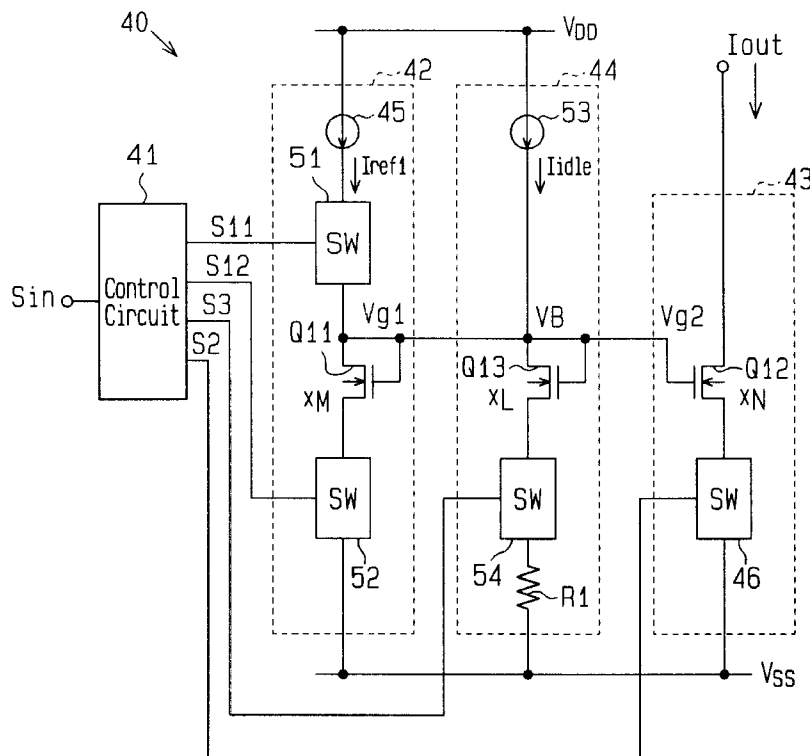 40
VDD
42
44
Iout
45
53
41
51
Iref1
Iidle
43
S11
SW
S12
Sin
Control
Circuit
S3
Vg1
VB
Vg2
S2
Q11
Q13
Q12
xM
xL
xN
SW
SW
SW
52
54
46
R1
VSS